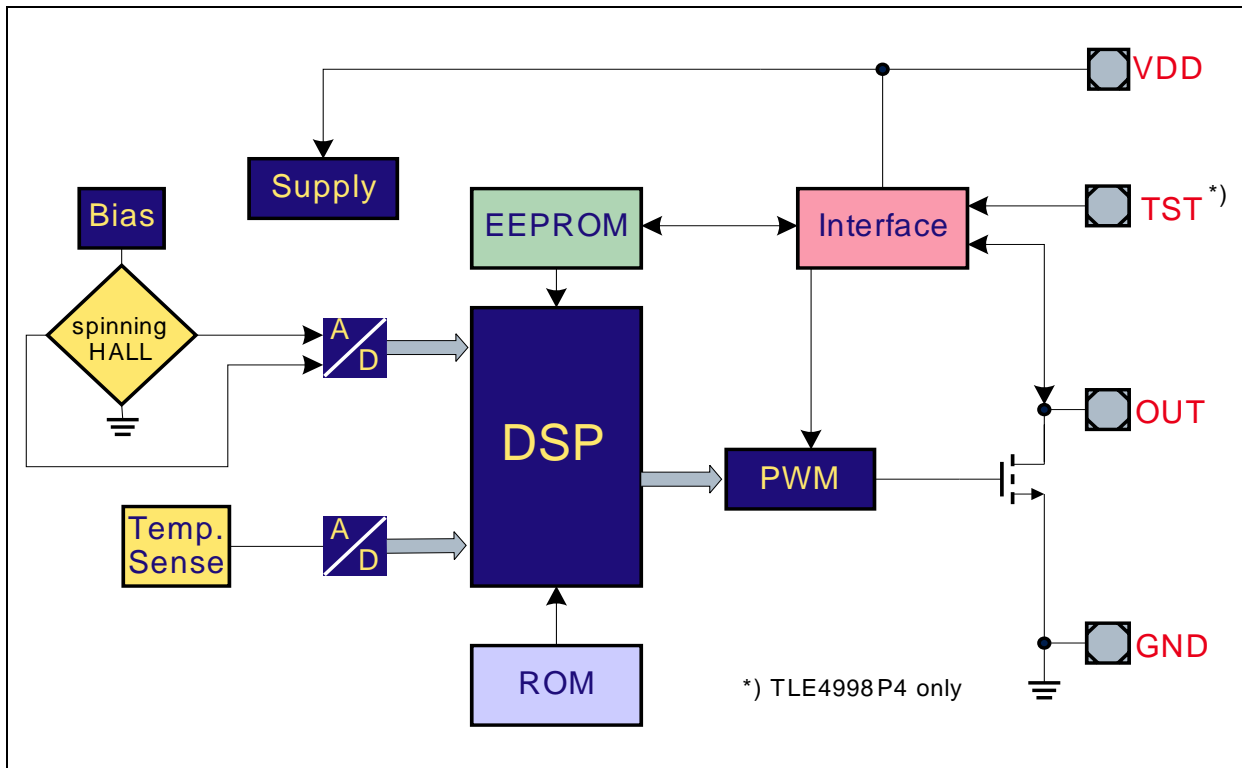 VDD
Supply
Bias
EEPROM
Interface
TST *)
spinning
HALL
A
D
OUT
DSP
PWM
Temp.
Sense
A
D
GND
ROM
*) TLE4998P4 only